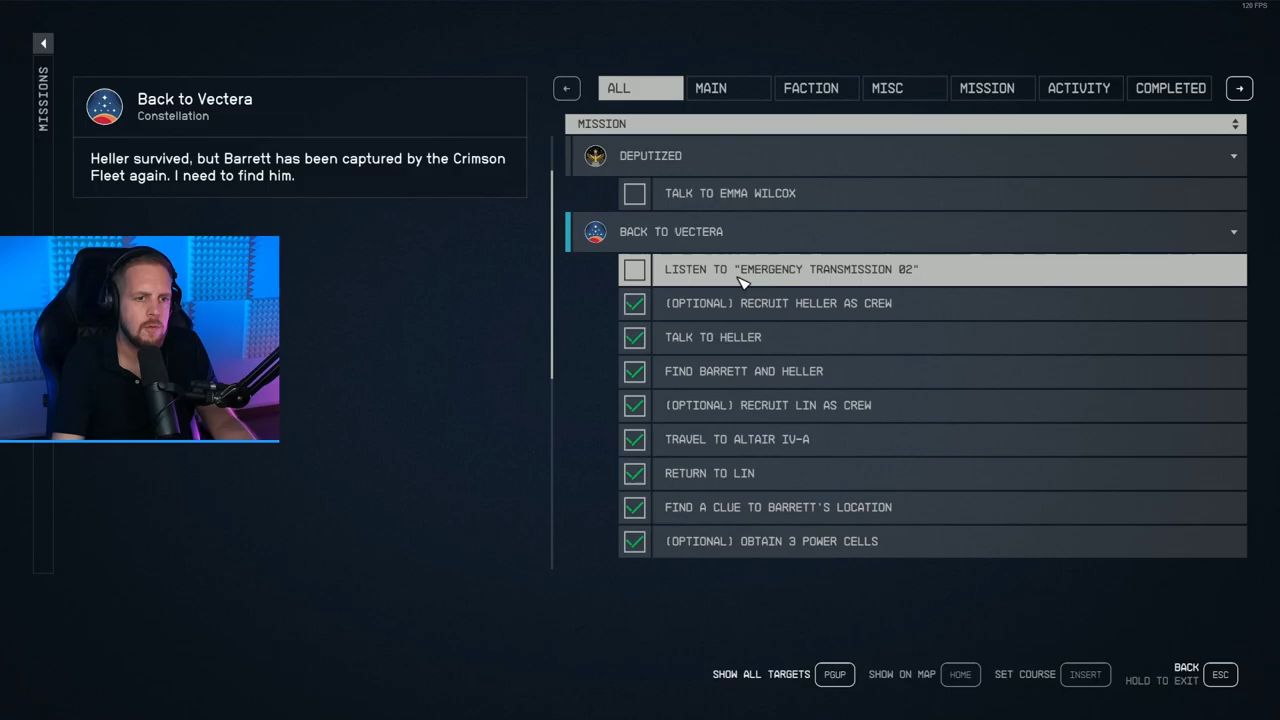 120 FPS
MISSIONS
Back to Vectera
Constellation
Heller survived, but Barrett has been captured by the Crimson
Fleet again. I need to find him.
ALL
MAIN
FACTION
MISC
MISSION
ACTIVITY
COMPLETED
MISSION
DEPUTIZED
TALK TO EMMA WILCOX
BACK TO VECTERA
LISTEN TO "EMERGENCY TRANSMISSION 02"
(OPTIONAL) RECRUIT HELLER AS CREW
TALK TO HELLER
FIND BARRETT AND HELLER
(OPTIONAL) RECRUIT LIN AS CREW
TRAVEL TO ALTAIR IV-A
RETURN TO LIN
FIND A CLUE TO BARRETT'S LOCATION
(OPTIONAL) OBTAIN 3 POWER CELLS
SHOW ALL TARGETS PGUP
SHOW ON MAP HOME
SET COURSE INSERT
BACK
HOLD TO EXIT
ESC